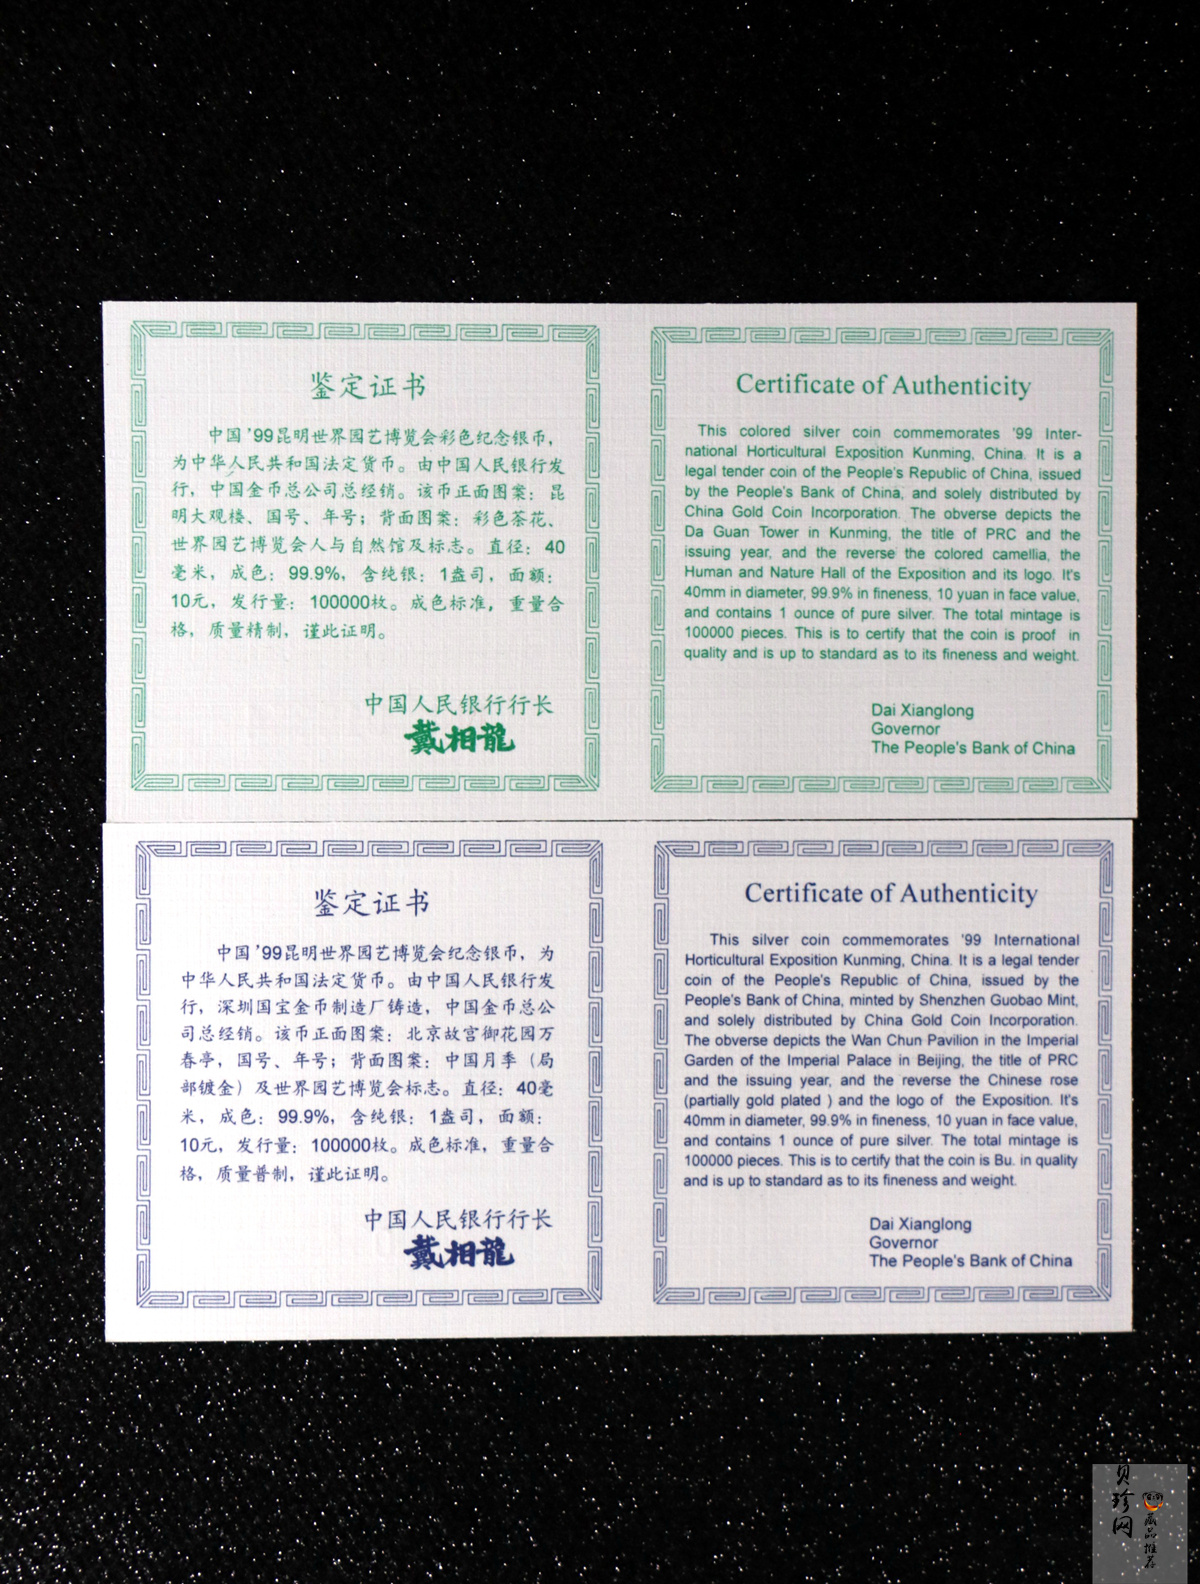 鉴定证书
中国’99昆明世界园艺博览会彩色纪念银币，
为中华人民共和国法定货币。由中国人民银行发
行，中国金币总公司总经销。该币正面图案：昆
明大观楼、国号、年号；背面图案：彩色茶花、
世界园艺博览会人与自然馆及标志。直径：40
毫米，成色：99.9%，含纯银：1盎司，面额：
10元，发行量：100000枚。成色标准，重量合
格，质量精制，谨此证明。
中国人民银行行长
戴相龍
Certificate of Authenticity
This colored silver coin commemorates '99 Inter-
national Horticultural Exposition Kunming, China. It is a
legal tender coin of the People's Republic of China, issued
by the People's Bank of China, and solely distributed by
China Gold Coin Incorporation. The obverse depicts the
Da Guan Tower in Kunming, the title of PRC and the
issuing year, and the reverse the colored camellia, the
Human and Nature Hall of the Exposition and its logo. It's
40mm in diameter, 99.9% in fineness, 10 yuan in face value,
and contains 1 ounce of pure silver. The total mintage is
100000 pieces. This is to certify that the coin is proof in
quality and is up to standard as to its fineness and weight.
Dai Xianglong
Governor
The People's Bank of China
鉴定证书
中国’99昆明世界园艺博览会纪念银币，为
中华人民共和国法定货币。由中国人民银行发
行，深圳国宝金币制造厂铸造，中国金币总公
司总经销。该币正面图案：北京故宫御花园万
春亭，国号、年号；背面图案：中国月季（局
部镀金）及世界园艺博览会标志。直径：40毫
米，成色：99.9%，含纯银：1盎司，面额：
10元，发行量：100000枚。成色标准，重量合
格，质量普制，谨此证明。
中国人民银行行长
戴相龍
Certificate of Authenticity
This silver coin commemorates '99 International
Horticultural Exposition Kunming, China. It is a legal tender
coin of the People's Republic of China, issued by the
People's Bank of China, minted by Shenzhen Guobao Mint,
and solely distributed by China Gold Coin Incorporation.
The obverse depicts the Wan Chun Pavilion in the Imperial
Garden of the Imperial Palace in Beijing, the title of PRC
and the issuing year, and the reverse the Chinese rose
(partially gold plated ) and the logo of the Exposition. It's
40mm in diameter, 99.9% in fineness, 10 yuan in face value,
and contains 1 ounce of pure silver. The total mintage is
100000 pieces. This is to certify that the coin is Bu. in quality
and is up to standard as to its fineness and weight.
Dai Xianglong
Governor
The People's Bank of China
贝珍网
藏品推荐